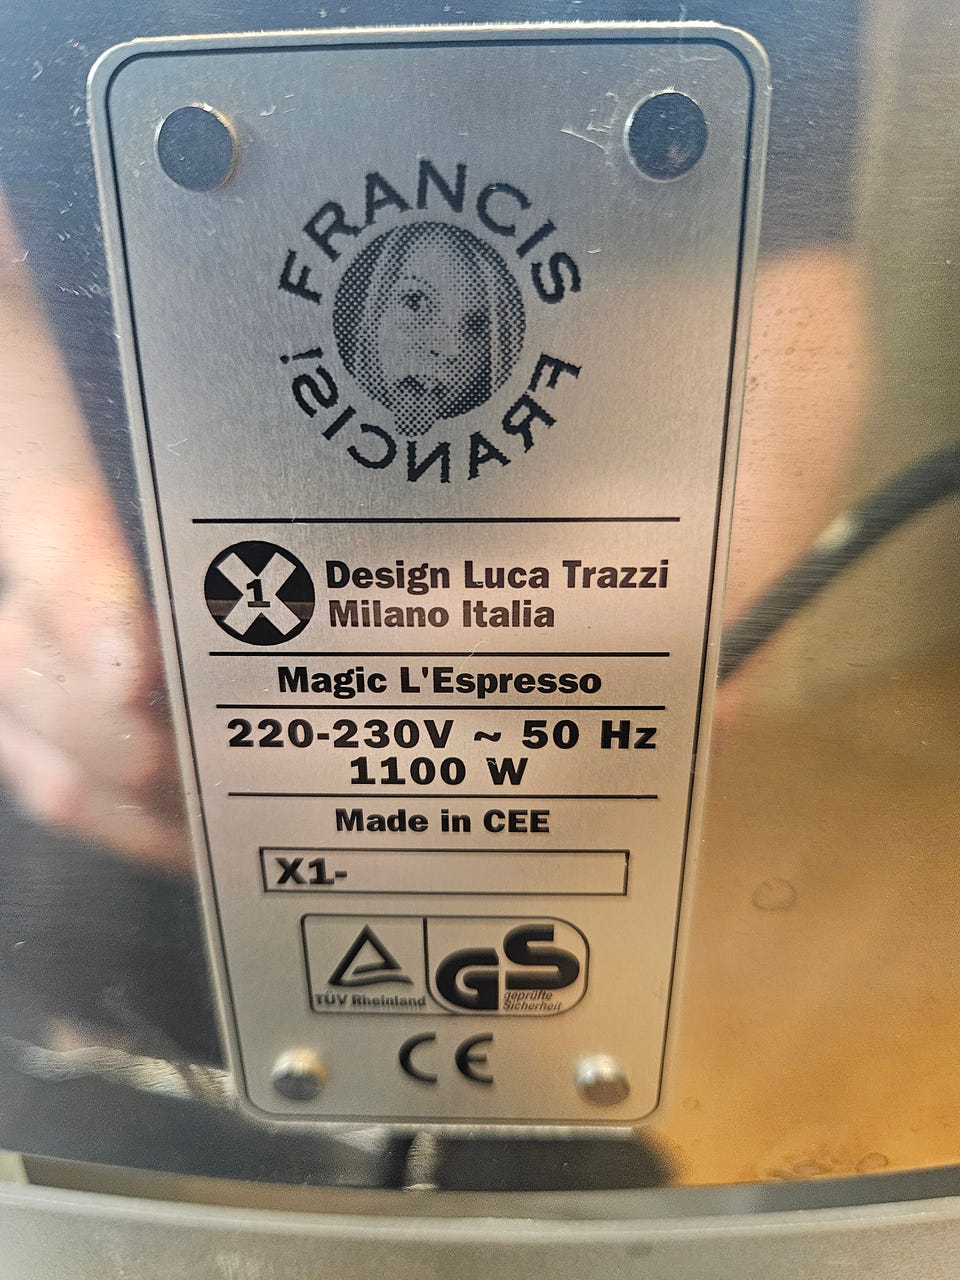 FRANCIS
FRANCIS!
X1 Design Luca Trazzi
Milano Italia
Magic L'Espresso
220-230V ~ 50 Hz
1100 W
Made in CEE
X1-
TÜV Rheinland
GS
geprüfte
Sicherheit
CE